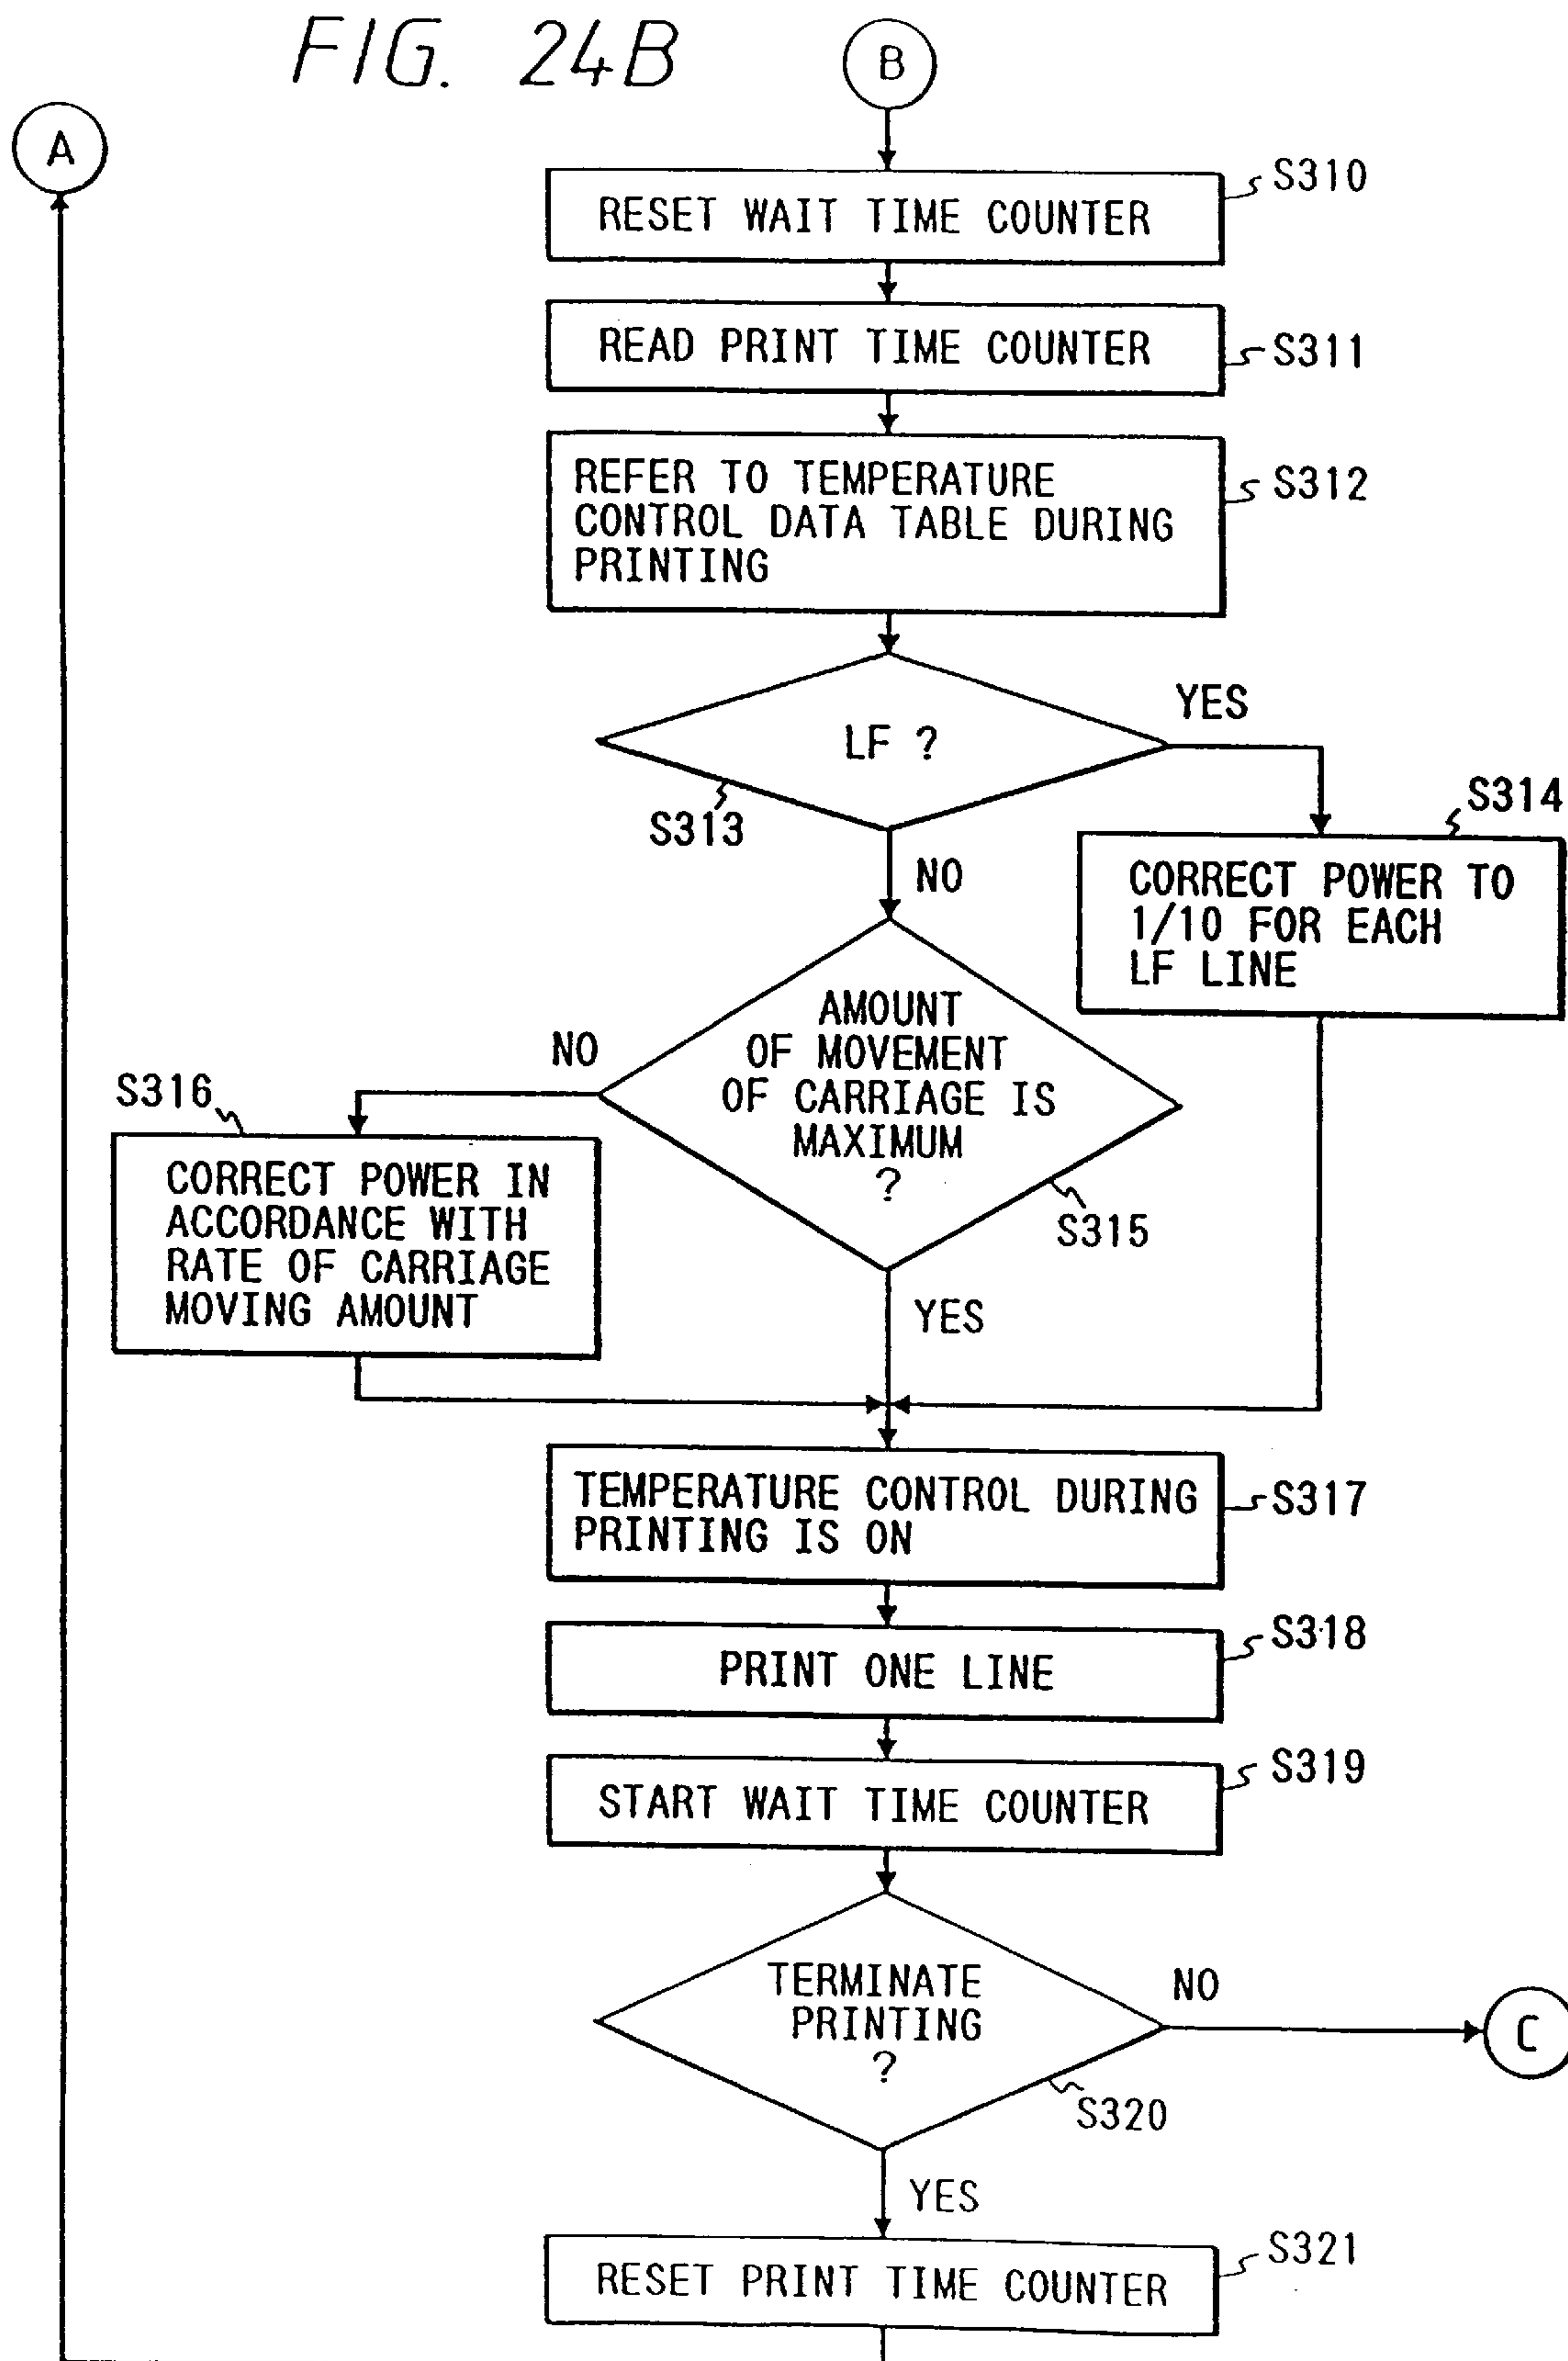 FIG. 24B
B
A
S310
RESET WAIT TIME COUNTER
READ PRINT TIME COUNTER
S311
REFER TO TEMPERATURE
CONTROL DATA TABLE DURING
PRINTING
S312
YES
LF ?
S313
S314
NO
CORRECT POWER TO
1/10 FOR EACH
LF LINE
AMOUNT
OF MOVEMENT
OF CARRIAGE IS
MAXIMUM
?
NO
S316
S315
CORRECT POWER IN
ACCORDANCE WITH
RATE OF CARRIAGE
MOVING AMOUNT
YES
TEMPERATURE CONTROL DURING
PRINTING IS ON
S317
S318
PRINT ONE LINE
S319
START WAIT TIME COUNTER
TERMINATE
PRINTING
?
NO
C
S320
YES
S321
RESET PRINT TIME COUNTER